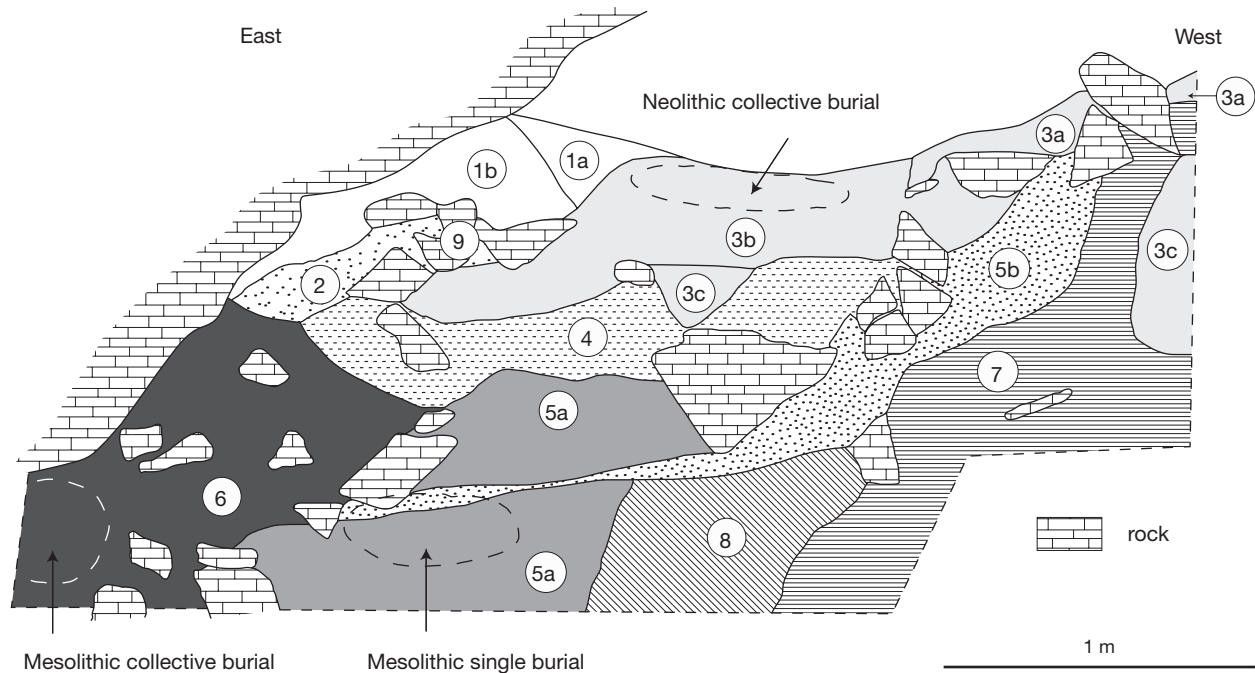 East
West
Neolithic collective burial
3a
3a
1b
1a
9
3b
2
3c
5b
3c
4
7
5a
6
8
5a
rock
Mesolithic collective burial
Mesolithic single burial
1 m